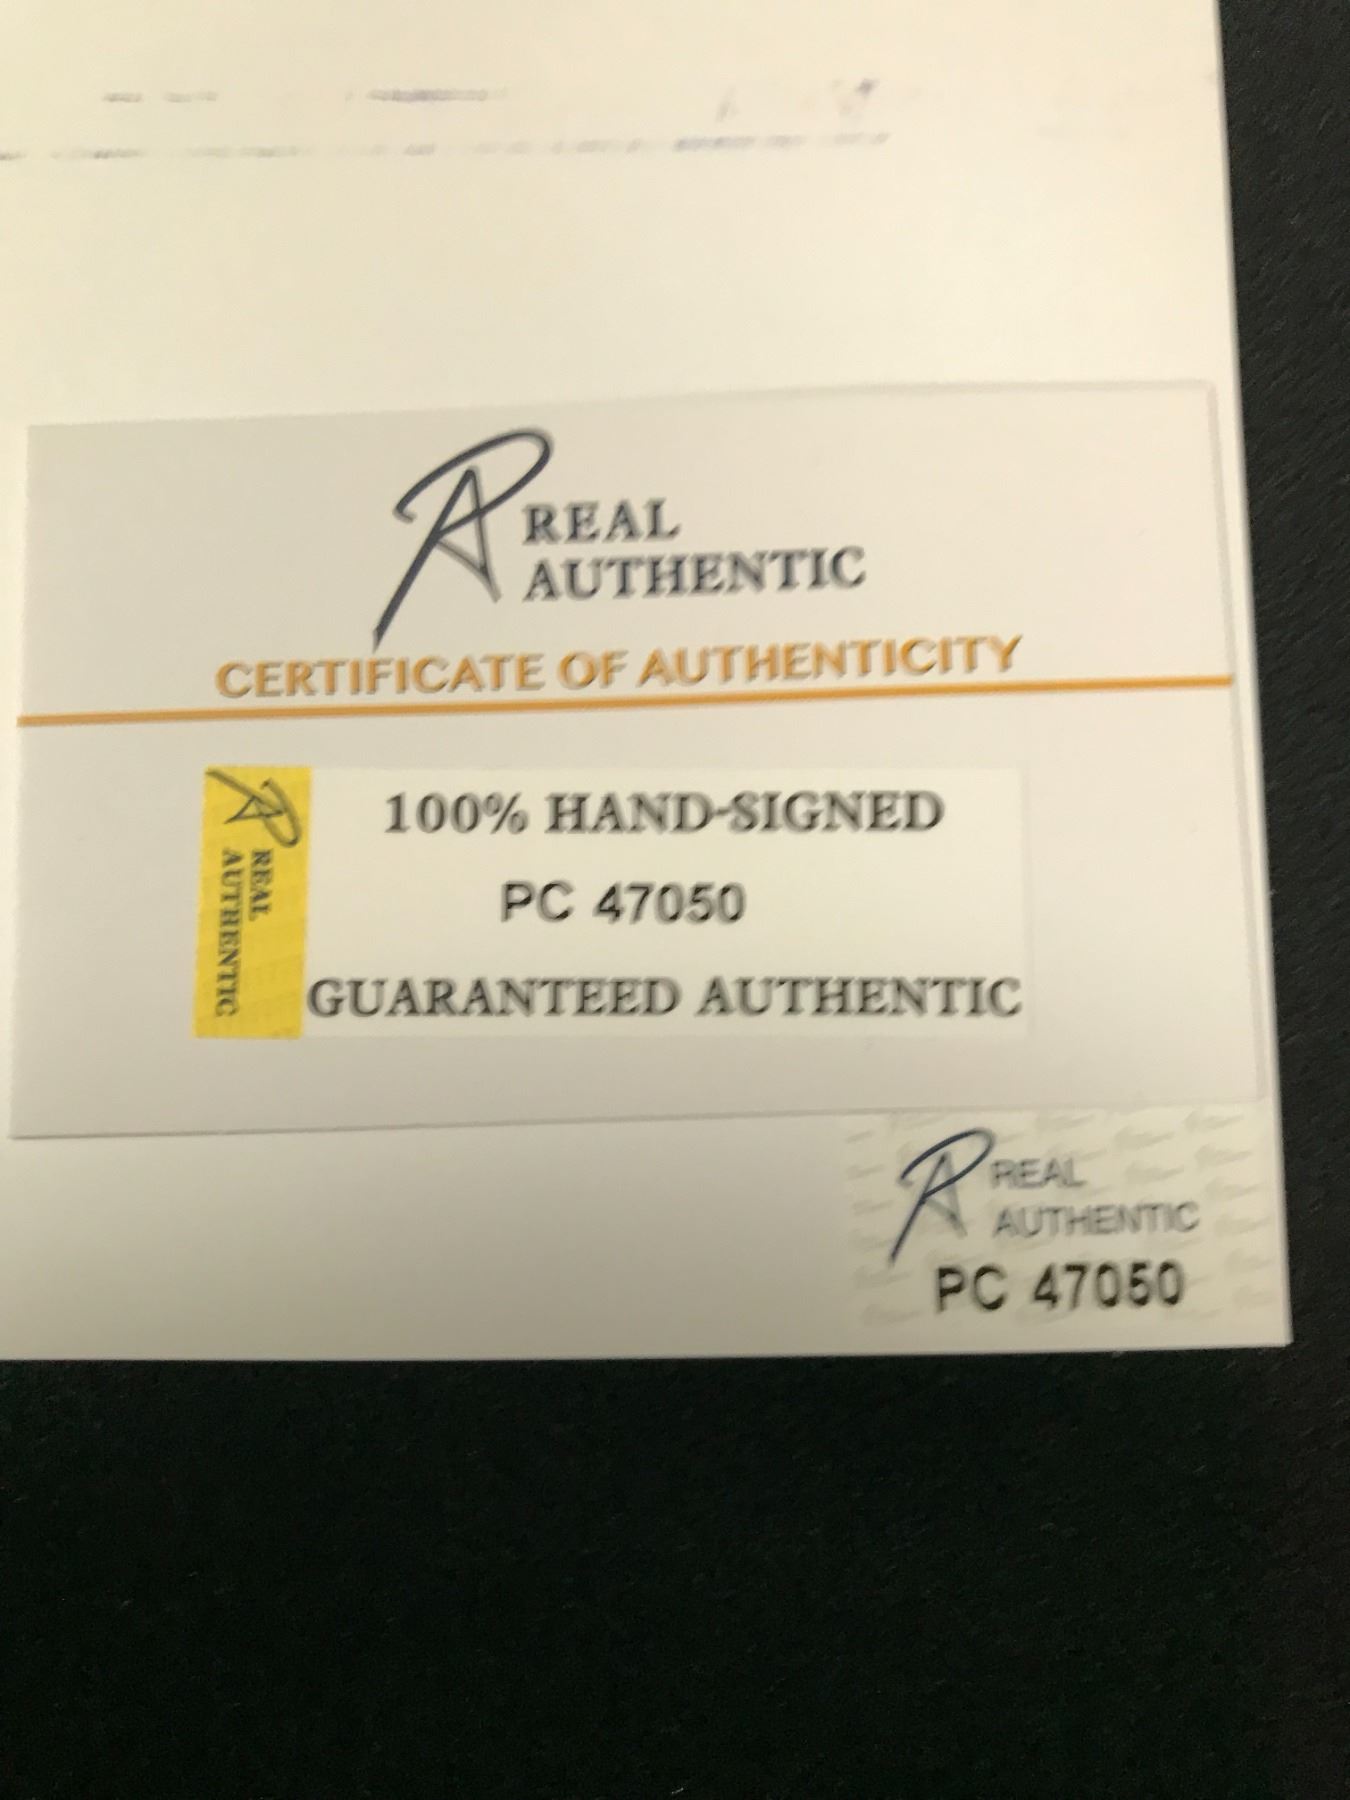 REAL
AUTHENTIC
CERTIFICATE OF AUTHENTICITY
REAL
AUTHENTIC
100% HAND-SIGNED
PC 47050
GUARANTEED AUTHENTIC
REAL
AUTHENTIC
PC 47050